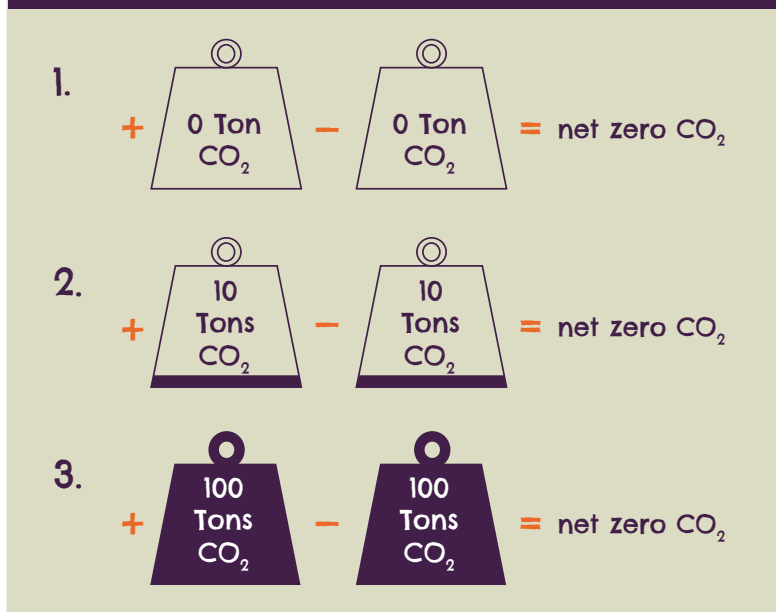 1.
+ 0 Ton CO₂ − 0 Ton CO₂ = net zero CO₂
2.
+ 10 Tons CO₂ − 10 Tons CO₂ = net zero CO₂
3.
+ 100 Tons CO₂ − 100 Tons CO₂ = net zero CO₂